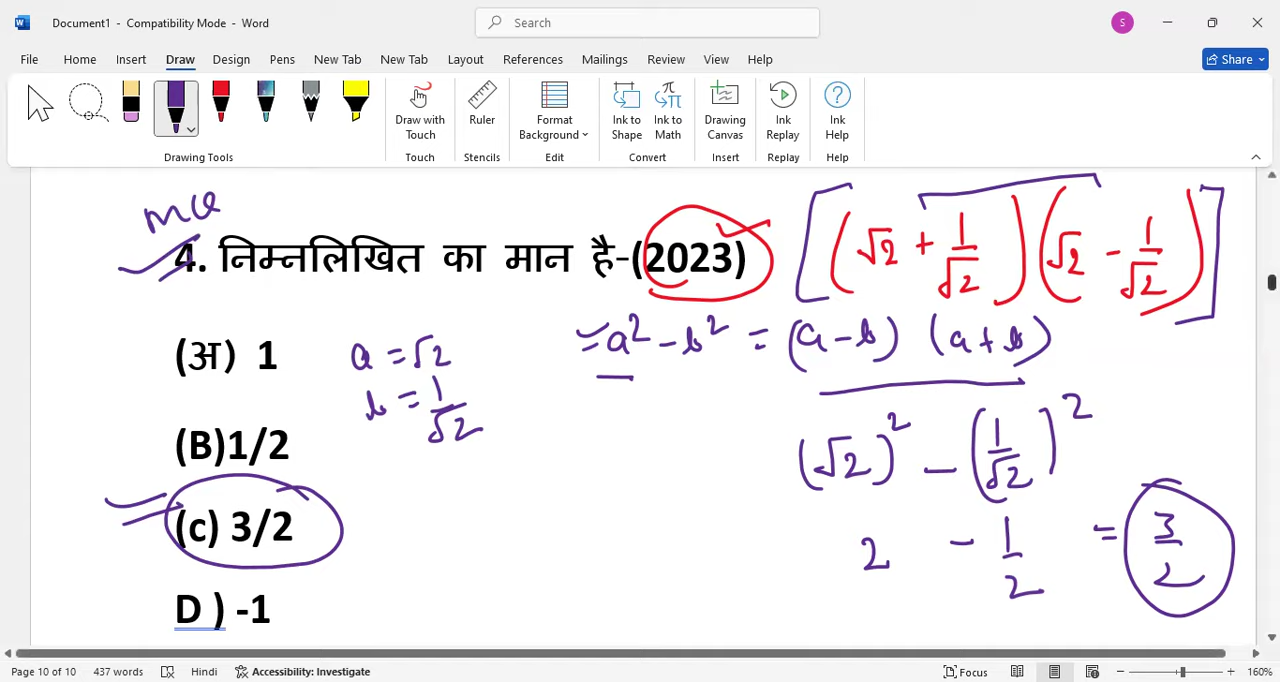 Document1 - Compatibility Mode - Word
Search
S
File Home Insert Draw Design Pens New Tab New Tab Layout References Mailings Review View Help
Share
Draw with Touch
Ruler
Format Background
Ink to Shape
Ink to Math
Drawing Canvas
Ink Replay
Ink Help
Drawing Tools Touch Stencils Edit Convert Insert Replay Help
4. निम्नलिखित का मान है-(2023) [(√2 + 1/√2)(√2 - 1/√2)]
a² - b² = (a - b) (a + b)
(अ) 1
a = √2
b = 1/√2
(√2)² - (1/√2)²
(B)1/2
(c) 3/2
2 - 1/2 = 3/2
D ) -1
Page 10 of 10 437 words Hindi Accessibility: Investigate Focus 160%